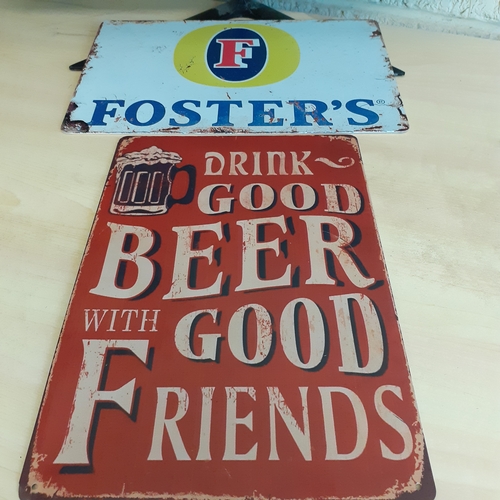 F
FOSTER'S®
DRINK
GOOD
BEER
WITH GOOD
FRIENDS